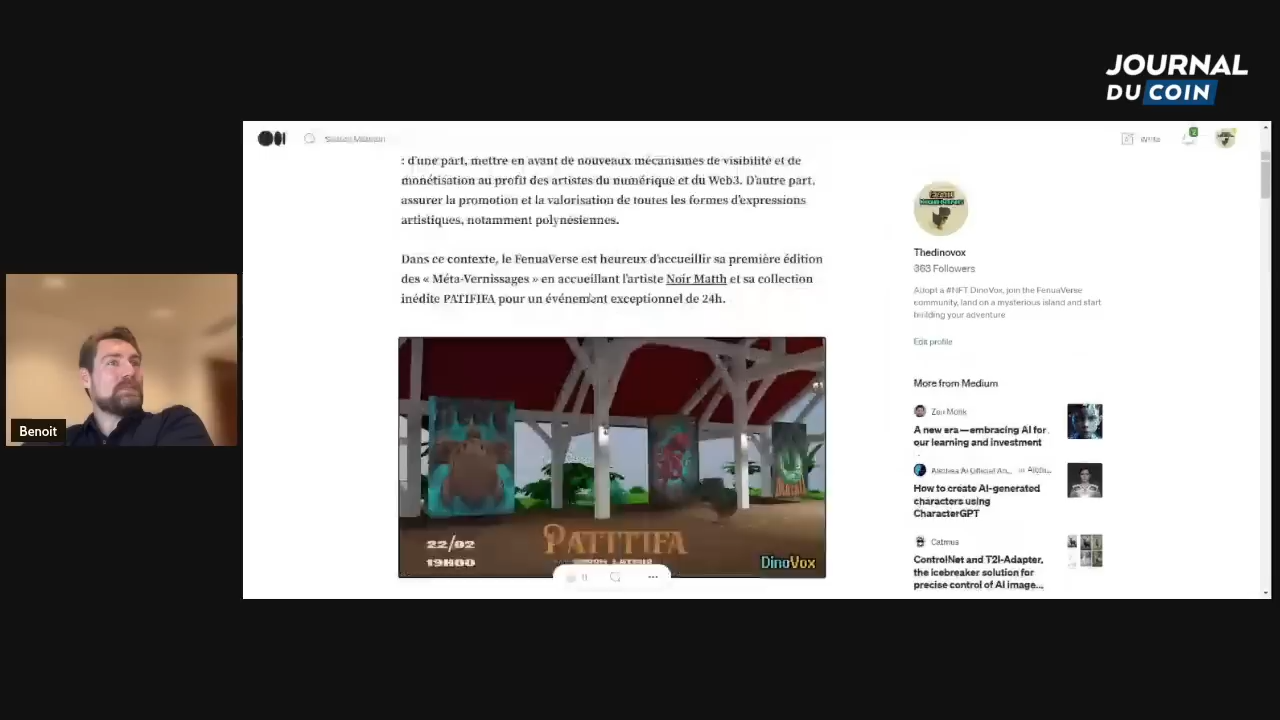 JOURNAL
DU COIN
Write
: d'une part, mettre en avant de nouveaux mécanismes de visibilité et de
monétisation au profit des artistes du numérique et du Web3. D'autre part,
assurer la promotion et la valorisation de toutes les formes d'expressions
artistiques, notamment polynésiennes.
Dans ce contexte, le FenuaVerse est heureux d'accueillir sa première édition
des « Méta-Vernissages » en accueillant l'artiste Noir Matth et sa collection
inédite PATIFIFA pour un événement exceptionnel de 24h.
22/02
19H00
DinoVox
Thedinovox
363 Followers
Adopt a #NFT DinoVox, join the FenuaVerse
community, land on a mysterious island and start
building your adventure
Edit profile
More from Medium
Zen Monk
A new era—embracing AI for
our learning and investment
How to create AI-generated
characters using
CharacterGPT
Catmus
ControlNet and T2I-Adapter,
the icebreaker solution for
precise control of AI image...
Benoit